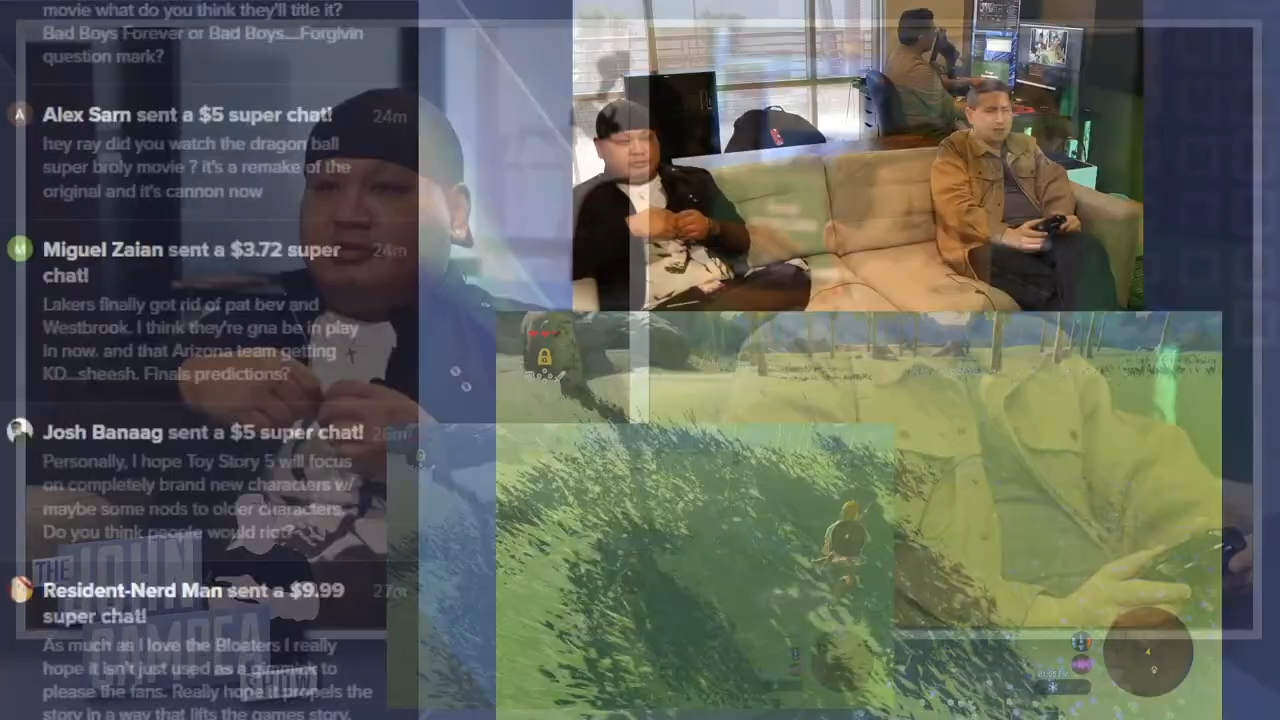 movie what do you think they'll title it?
Bad Boys Forever or Bad Boys....Forgivin
question mark?
A Alex Sarn sent a $5 super chat! 24m
hey ray did you watch the dragon ball
super broly movie ? it's a remake of the
original and it's cannon now
M Miguel Zaian sent a $3.72 super
chat! 24m
Lakers finally got rid of pat bev and
Westbrook. I think they're gna be in play
in now. and that Arizona team getting
KD...sheesh. Finals predictions?
Josh Banaag sent a $5 super chat! 26m
Personally, I hope Toy Story 5 will focus
on completely brand new characters w/
maybe some nods to older characters.
Do you think people would riot?
Resident-Nerd Man sent a $9.99
super chat! 27m
As much as I love the Bloaters I really
hope it isn't just used as a gimmick to
please the fans. Really hope it propels the
story in a way that lifts the games story.
THE
JOHN
CAMPEA